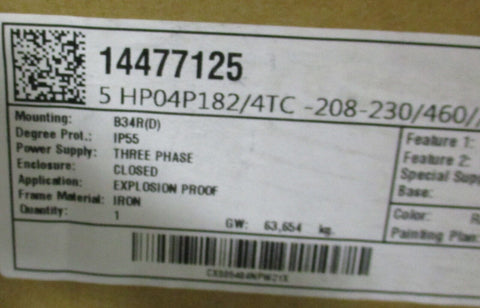 14477125
5 HP04P182/4TC -208-230/460//
Mounting: B34R(D)
Degree Prot.: IP55
Power Supply: THREE PHASE
Enclosure: CLOSED
Application: EXPLOSION PROOF
Frame Material: IRON
Quantity: 1
GW: 63,654 kg.
Feature 1:
Feature 2:
Special Supp
Base:
Color: R
Painting Plan: